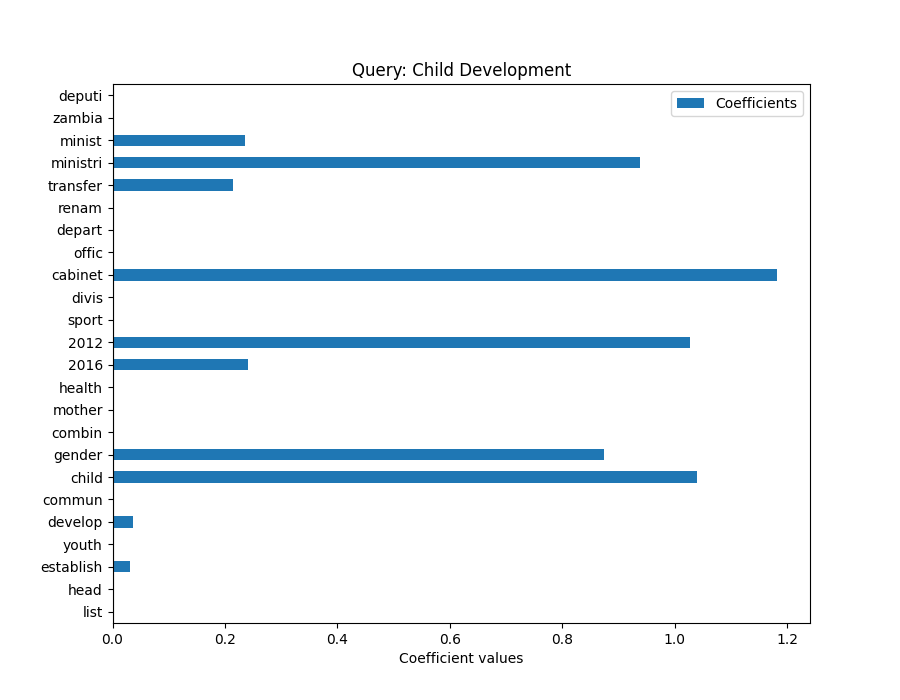 Query: Child Development
Coefficients
deputi
zambia
minist
ministri
transfer
renam
depart
offic
cabinet
divis
sport
2012
2016
health
mother
combin
gender
child
commun
develop
youth
establish
head
list
0.0 0.2 0.4 0.6 0.8 1.0 1.2
Coefficient values